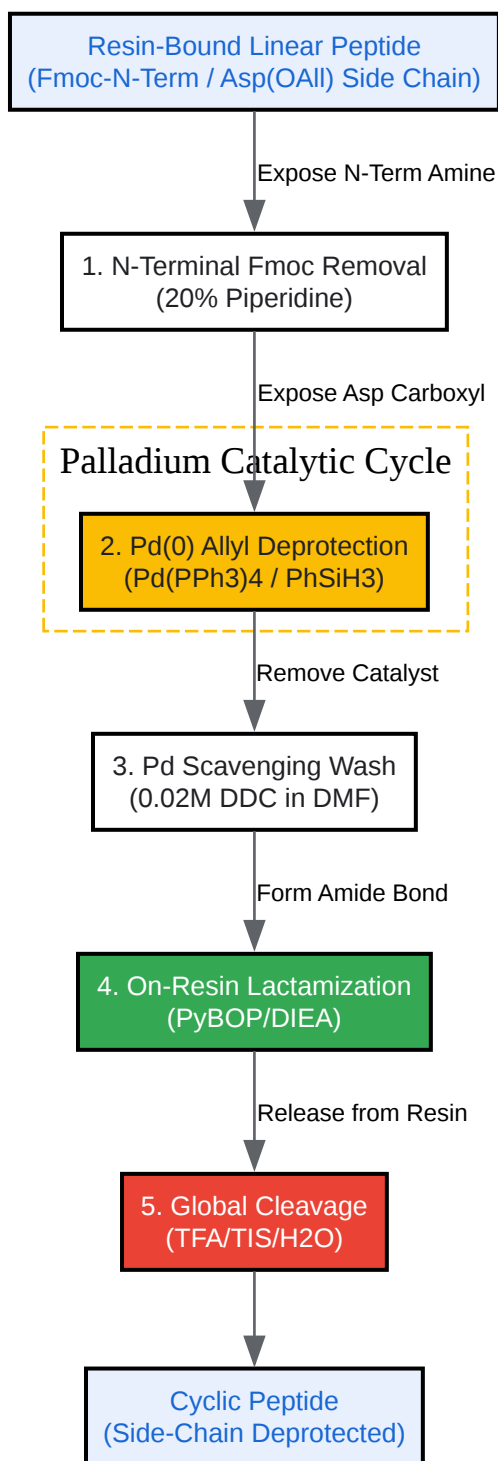 Resin-Bound Linear Peptide
(Fmoc-N-Term / Asp(OAll) Side Chain)
Expose N-Term Amine
1. N-Terminal Fmoc Removal
(20% Piperidine)
Expose Asp Carboxyl
Palladium Catalytic Cycle
2. Pd(0) Allyl Deprotection
(Pd(PPh3)4 / PhSiH3)
Remove Catalyst
3. Pd Scavenging Wash
(0.02M DDC in DMF)
Form Amide Bond
4. On-Resin Lactamization
(PyBOP/DIEA)
Release from Resin
5. Global Cleavage
(TFA/TIS/H2O)
Cyclic Peptide
(Side-Chain Deprotected)